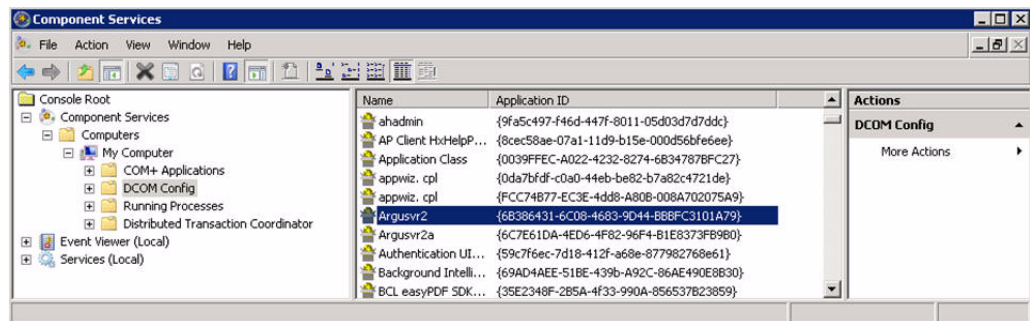 Component Services
File Action View Window Help
Console Root
Component Services
Computers
My Computer
COM+ Applications
DCOM Config
Running Processes
Distributed Transaction Coordinator
Event Viewer (Local)
Services (Local)
Name Application ID
ahadmin {9fa5c497-f46d-447f-8011-05d03d7d7ddc}
AP Client HxHelpP... {8cec58ae-07a1-11d9-b15e-000d56bfe6ee}
Application Class {0039FFEC-A022-4232-8274-6B34787BFC27}
appwiz. cpl {0da7bfdf-c0a0-44eb-be82-b7a82c4721de}
appwiz. cpl {FCC74B77-EC3E-4dd8-A80B-008A702075A9}
Argusvr2 {6B386431-6C08-4683-9D44-BBBFC3101A79}
Argusvr2a {6C7E61DA-4ED6-4F82-96F4-B1E8373FB9B0}
Authentication UI... {59c7f6ec-7d18-412f-a68e-877982768e61}
Background Intelli... {69AD4AEE-51BE-439b-A92C-86AE490E8B30}
BCL easyPDF SDK... {35E2348F-2B5A-4f33-990A-856537B23859}
Actions
DCOM Config
More Actions